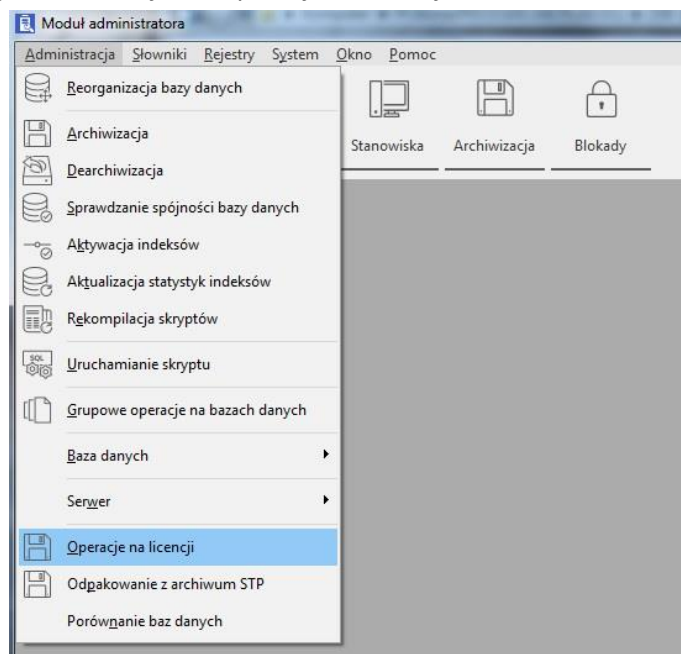 Moduł administratora
Administracja Słowniki Rejestry System Okno Pomoc
Reorganizacja bazy danych
Archiwizacja
Dearchiwizacja
Sprawdzanie spójności bazy danych
Aktywacja indeksów
Aktualizacja statystyk indeksów
Rekompilacja skryptów
SQL
Uruchamianie skryptu
Grupowe operacje na bazach danych
Baza danych
Serwer
Operacje na licencji
Odpakowanie z archiwum STP
Porównanie baz danych
Stanowiska Archiwizacja Blokady